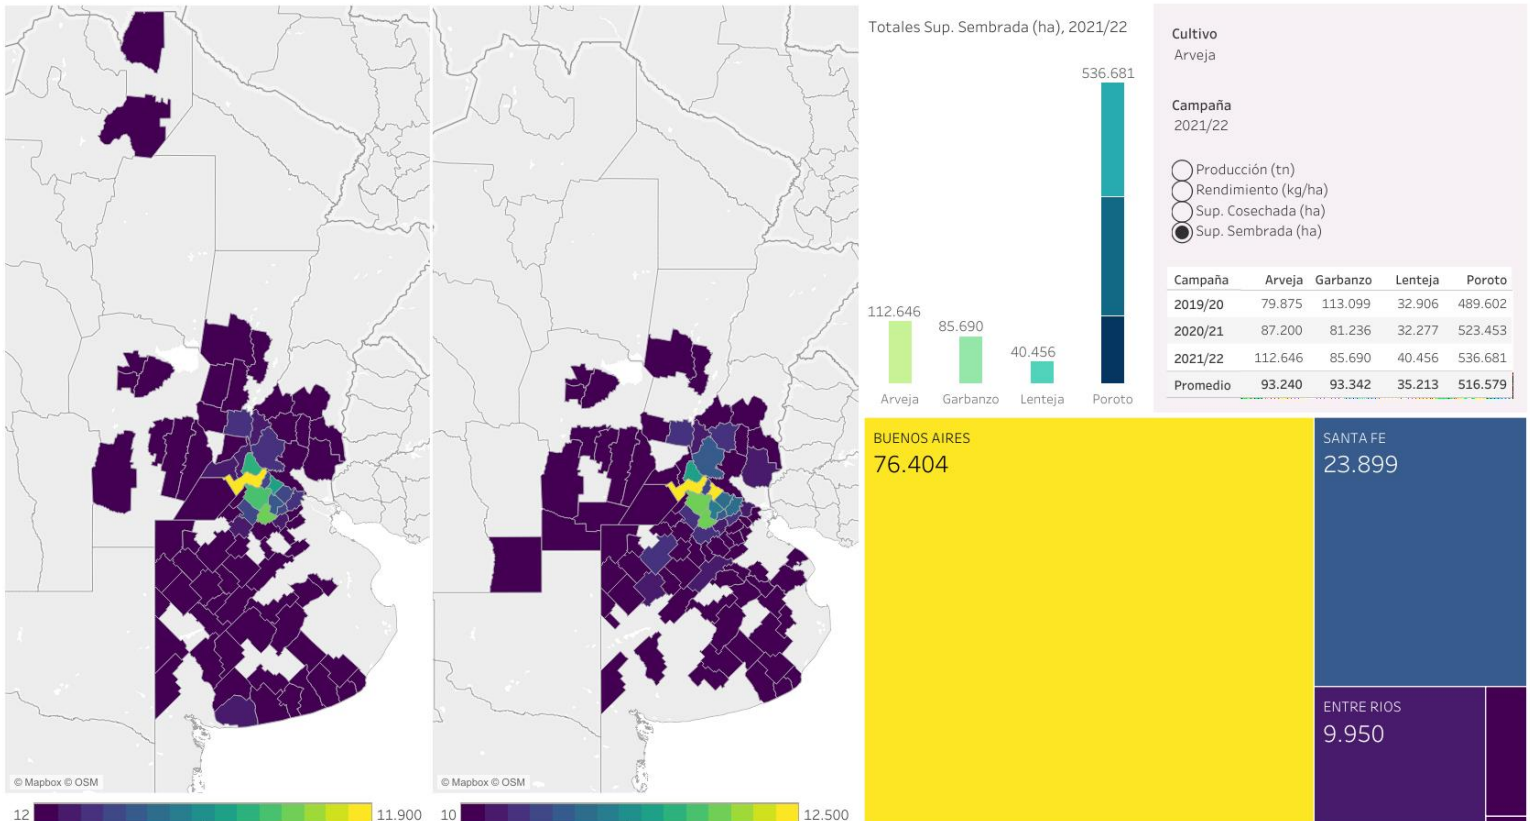 © Mapbox © OSM
12
11.900
© Mapbox © OSM
10
12.500
Totales Sup. Sembrada (ha), 2021/22
536.681
112.646
85.690
40.456
Arveja Garbanzo Lenteja Poroto
Cultivo
Arveja
Campaña
2021/22
Producción (tn)
Rendimiento (kg/ha)
Sup. Cosechada (ha)
Sup. Sembrada (ha)
Campaña Arveja Garbanzo Lenteja Poroto
2019/20 79.875 113.099 32.906 489.602
2020/21 87.200 81.236 32.277 523.453
2021/22 112.646 85.690 40.456 536.681
Promedio 93.240 93.342 35.213 516.579
BUENOS AIRES
76.404
SANTA FE
23.899
ENTRE RIOS
9.950